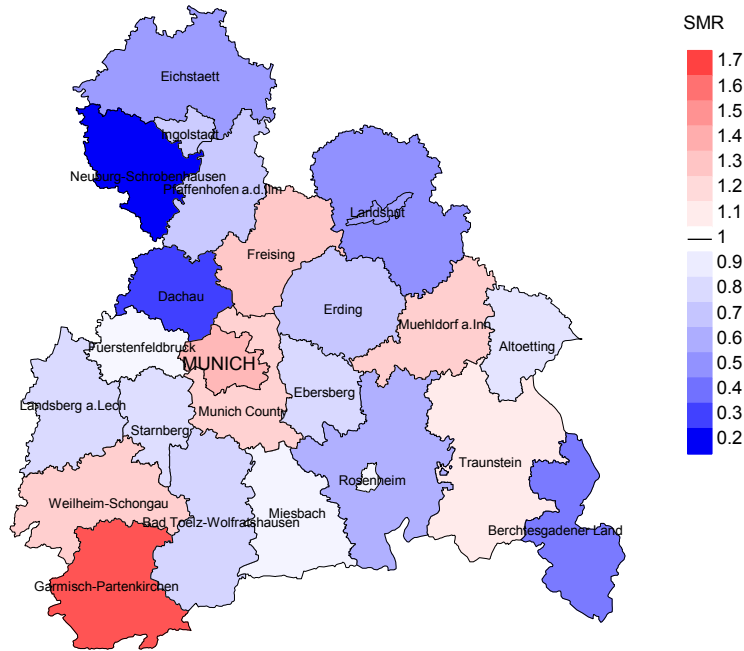 SMR
1.7
1.6
1.5
1.4
1.3
1.2
1.1
1
0.9
0.8
0.7
0.6
0.5
0.4
0.3
0.2
Eichstaett
Ingolstadt
Neuburg-Schrobenhausen
Pfaffenhofen a.d.Ilm
Landshut
Freising
Dachau
Erding
Muehldorf a.Inn
Fuerstenfeldbruck
Altoetting
MUNICH
Ebersberg
Landsberg a.Lech
Munich County
Starnberg
Traunstein
Rosenheim
Weilheim-Schongau
Miesbach
Bad Toelz-Wolfratshausen
Berchtesgadener Land
Garmisch-Partenkirchen